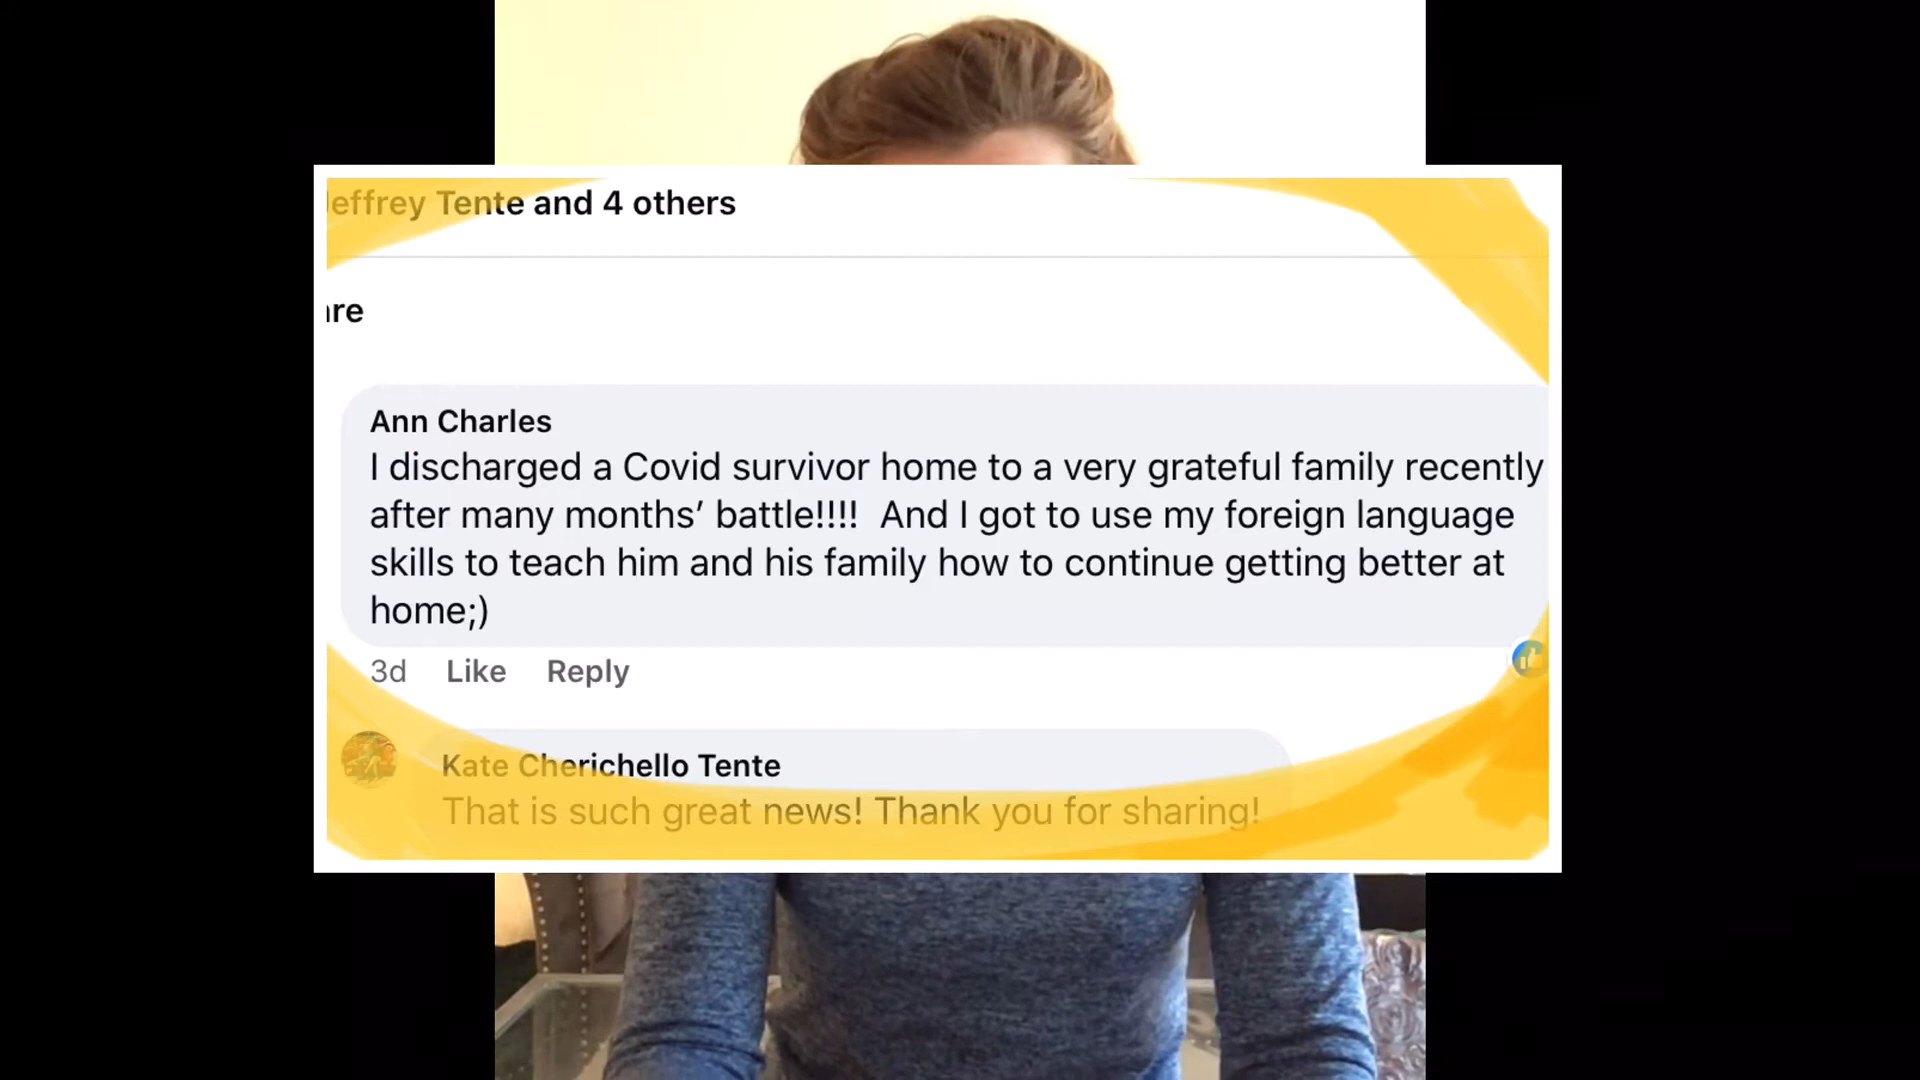 Jeffrey Tente and 4 others
Ann Charles
I discharged a Covid survivor home to a very grateful family recently
after many months’ battle!!!!  And I got to use my foreign language
skills to teach him and his family how to continue getting better at
home;)
3d Like Reply
Kate Cherichello Tente
That is such great news! Thank you for sharing!